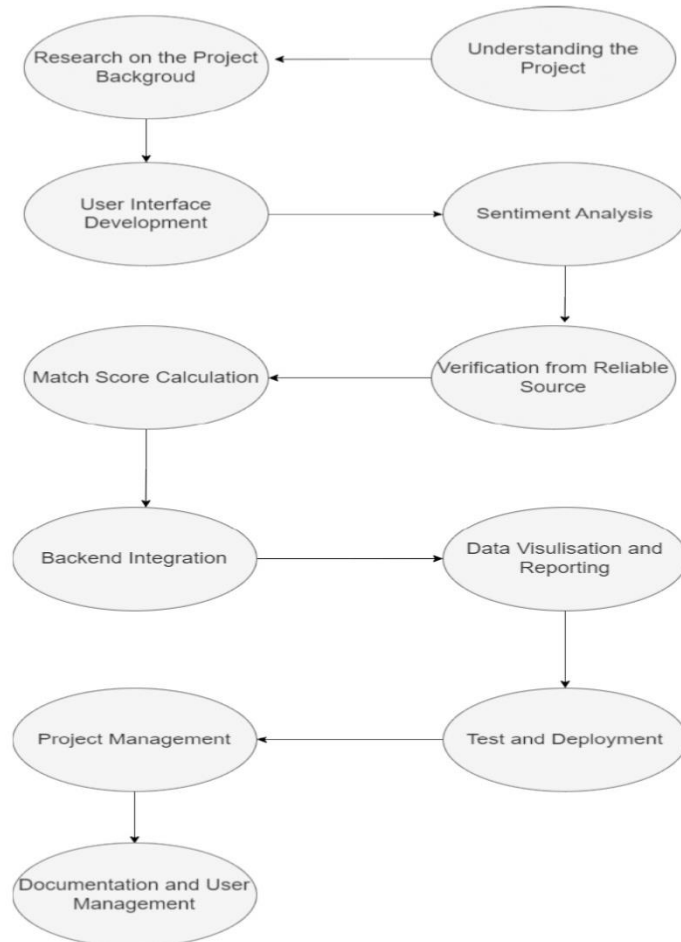 Research on the Project
Backgroud
Understanding the
Project
User Interface
Development
Sentiment Analysis
Match Score Calculation
Verification from Reliable
Source
Backend Integration
Data Visulisation and
Reporting
Project Management
Test and Deployment
Documentation and User
Management